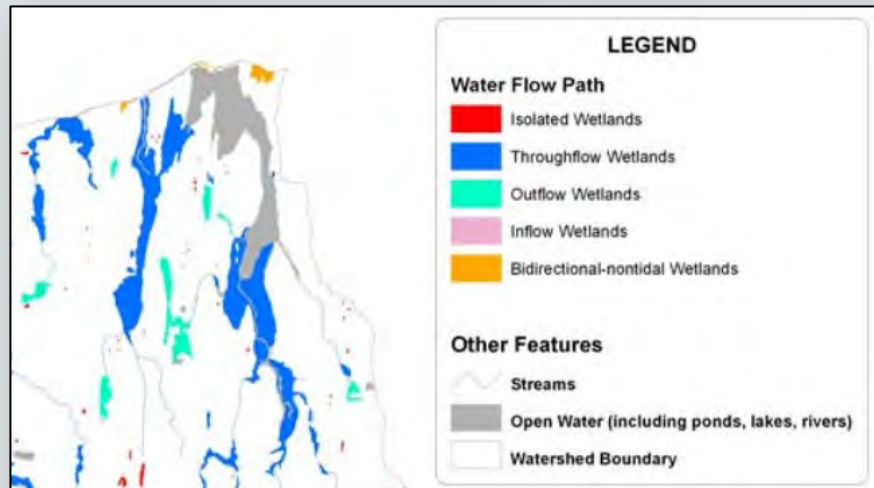 LEGEND
Water Flow Path
Isolated Wetlands
Throughflow Wetlands
Outflow Wetlands
Inflow Wetlands
Bidirectional-nontidal Wetlands
Other Features
Streams
Open Water (including ponds, lakes, rivers)
Watershed Boundary